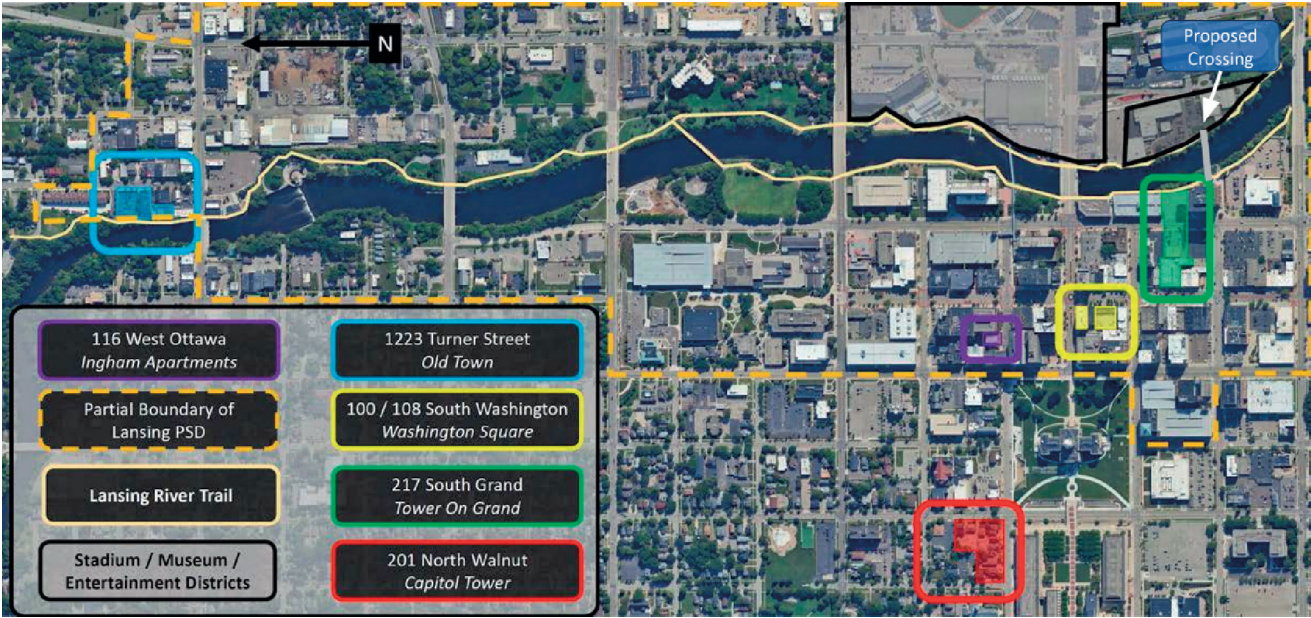 N
Proposed
Crossing
116 West Ottawa
Ingham Apartments
1223 Turner Street
Old Town
Partial Boundary of
Lansing PSD
100 / 108 South Washington
Washington Square
Lansing River Trail
217 South Grand
Tower On Grand
Stadium / Museum /
Entertainment Districts
201 North Walnut
Capitol Tower